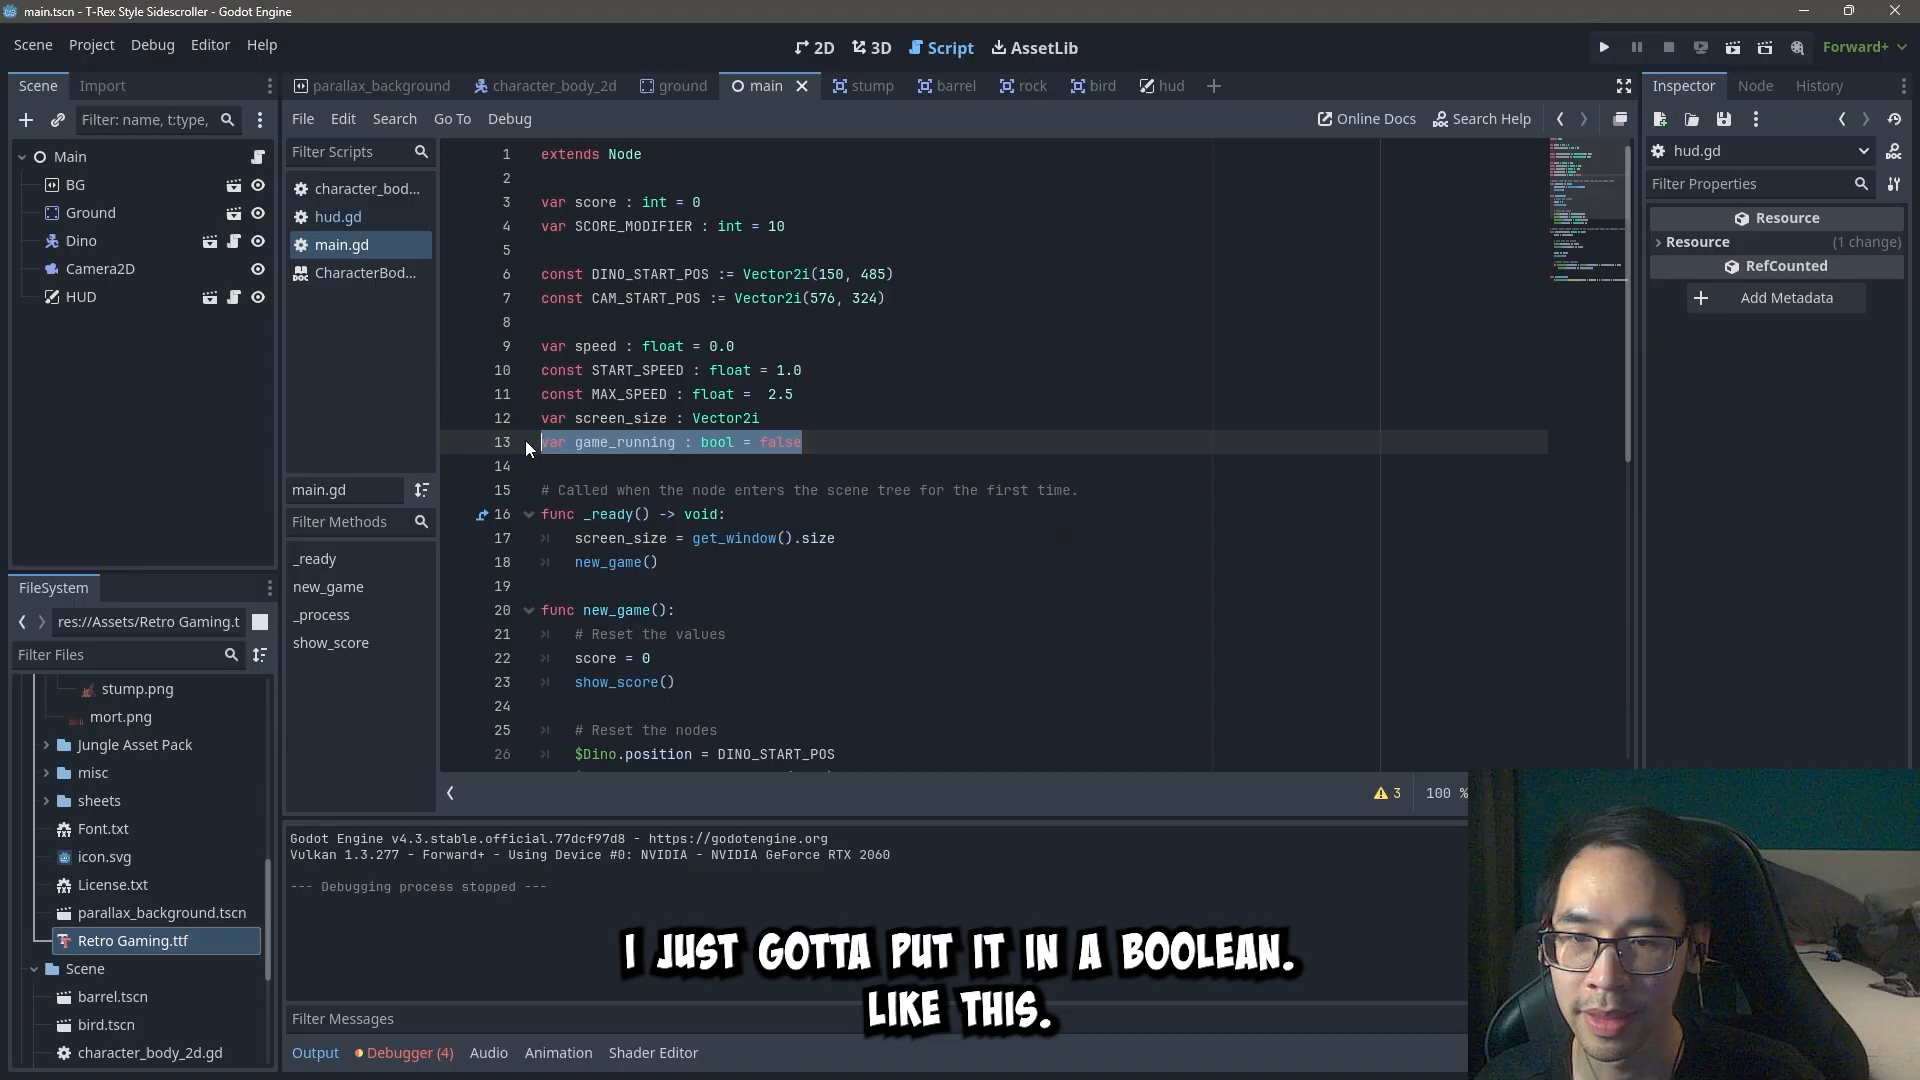 main.tscn - T-Rex Style Sidescroller - Godot Engine
Scene Project Debug Editor Help
2D 3D Script AssetLib
Forward+
Scene Import
Filter: name, t:type,
Main
BG
Ground
Dino
Camera2D
HUD
FileSystem
res://Assets/Retro Gaming.t
Filter Files
stump.png
mort.png
Jungle Asset Pack
misc
sheets
Font.txt
icon.svg
License.txt
parallax_background.tscn
Retro Gaming.ttf
Scene
barrel.tscn
bird.tscn
character_body_2d.gd
parallax_background character_body_2d ground main stump barrel rock bird hud
File Edit Search Go To Debug
Online Docs Search Help
Filter Scripts
character_bod...
hud.gd
main.gd
CharacterBod...
main.gd
Filter Methods
_ready
new_game
_process
show_score
1 extends Node
2
3 var score : int = 0
4 var SCORE_MODIFIER : int = 10
5
6 const DINO_START_POS := Vector2i(150, 485)
7 const CAM_START_POS := Vector2i(576, 324)
8
9 var speed : float = 0.0
10 const START_SPEED : float = 1.0
11 const MAX_SPEED : float =  2.5
12 var screen_size : Vector2i
13 var game_running : bool = false
14
15 # Called when the node enters the scene tree for the first time.
16 func _ready() -> void:
17 screen_size = get_window().size
18 new_game()
19
20 func new_game():
21 # Reset the values
22 score = 0
23 show_score()
24
25 # Reset the nodes
26 $Dino.position = DINO_START_POS
3 100 %
Godot Engine v4.3.stable.official.77dcf97d8 - https://godotengine.org
Vulkan 1.3.277 - Forward+ - Using Device #0: NVIDIA - NVIDIA GeForce RTX 2060
--- Debugging process stopped ---
I JUST GOTTA PUT IT IN A BOOLEAN.
LIKE THIS.
Filter Messages
Output Debugger (4) Audio Animation Shader Editor
Inspector Node History
hud.gd
Filter Properties
Resource
Resource (1 change)
RefCounted
Add Metadata